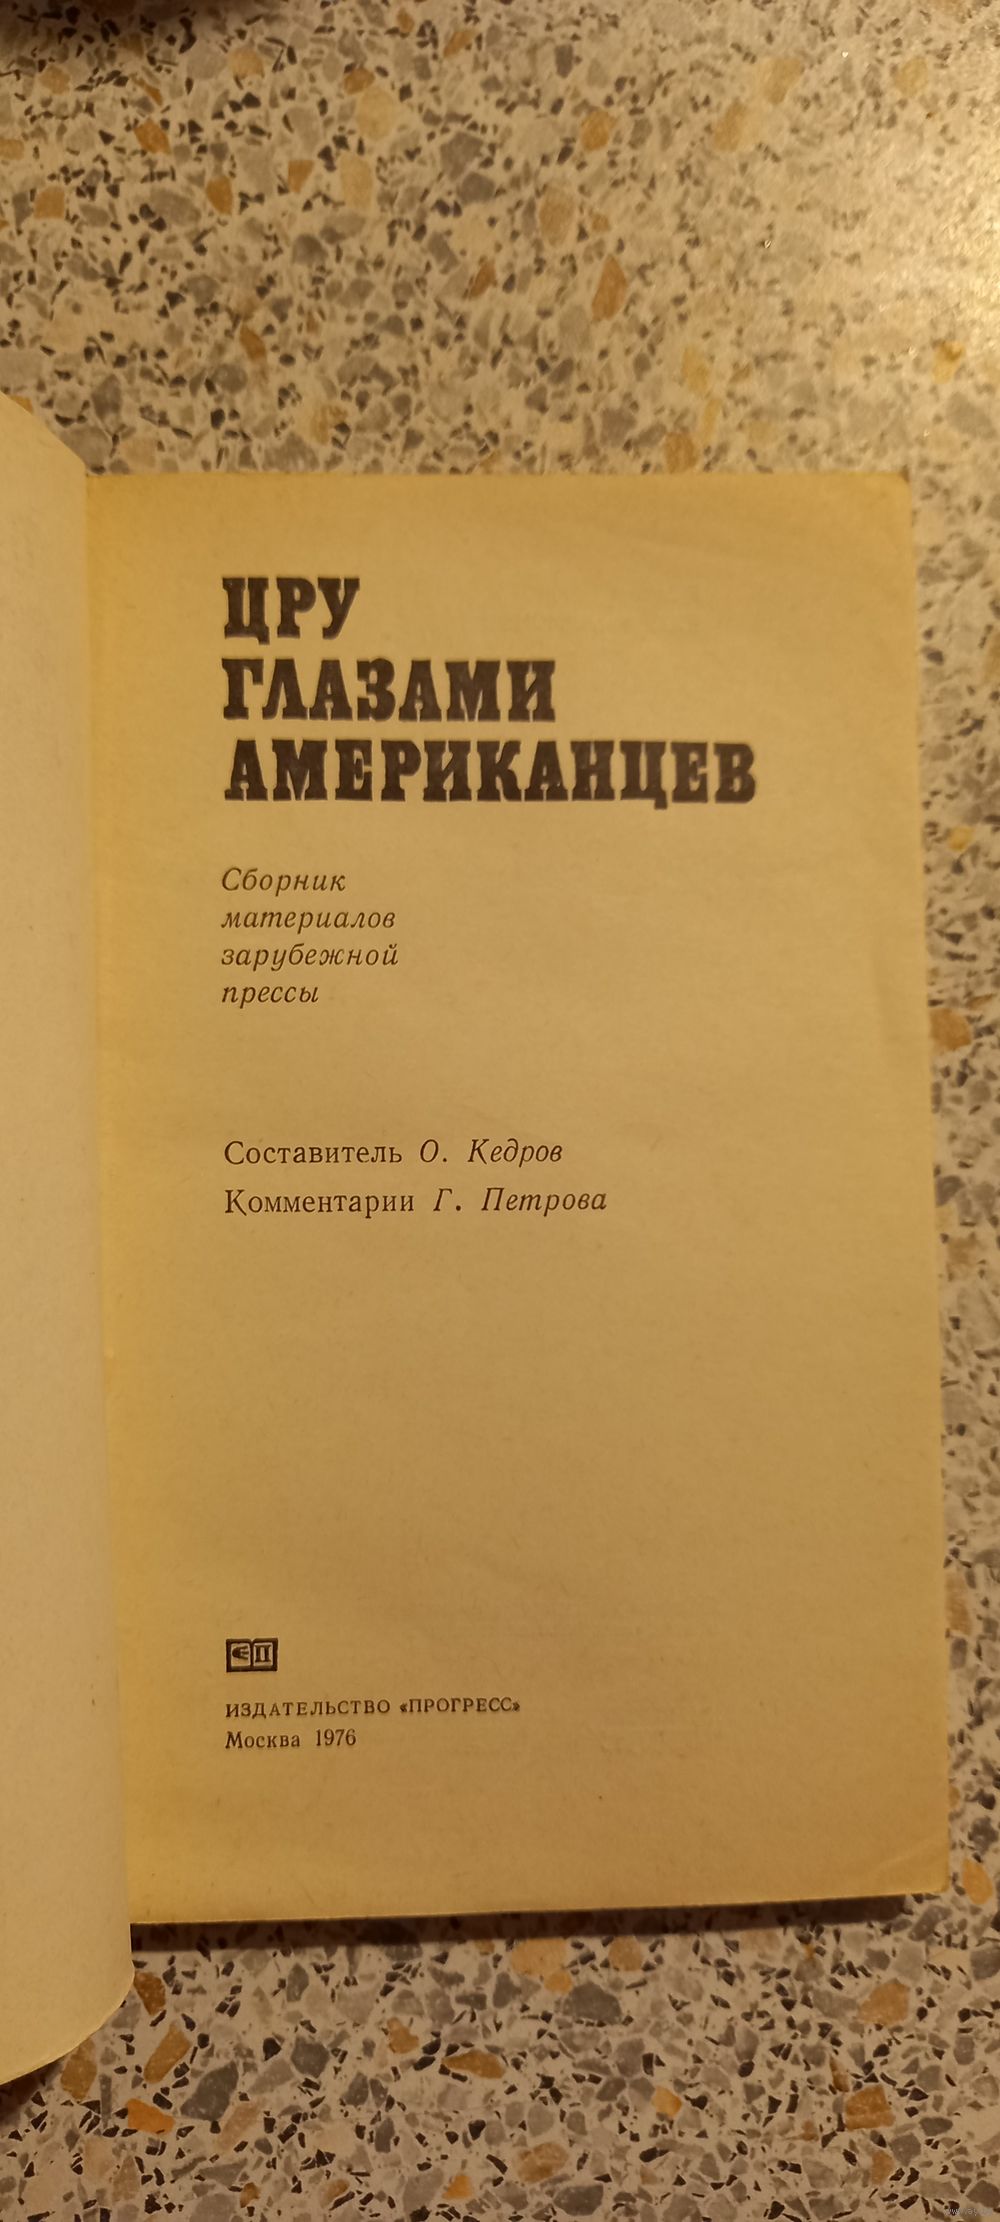 ЦРУ
ГЛАЗАМИ
АМЕРИКАНЦЕВ
Сборник
материалов
зарубежной
прессы
Составитель О. Кедров
Комментарии Г. Петрова
П
ИЗДАТЕЛЬСТВО «ПРОГРЕСС»
Москва 1976